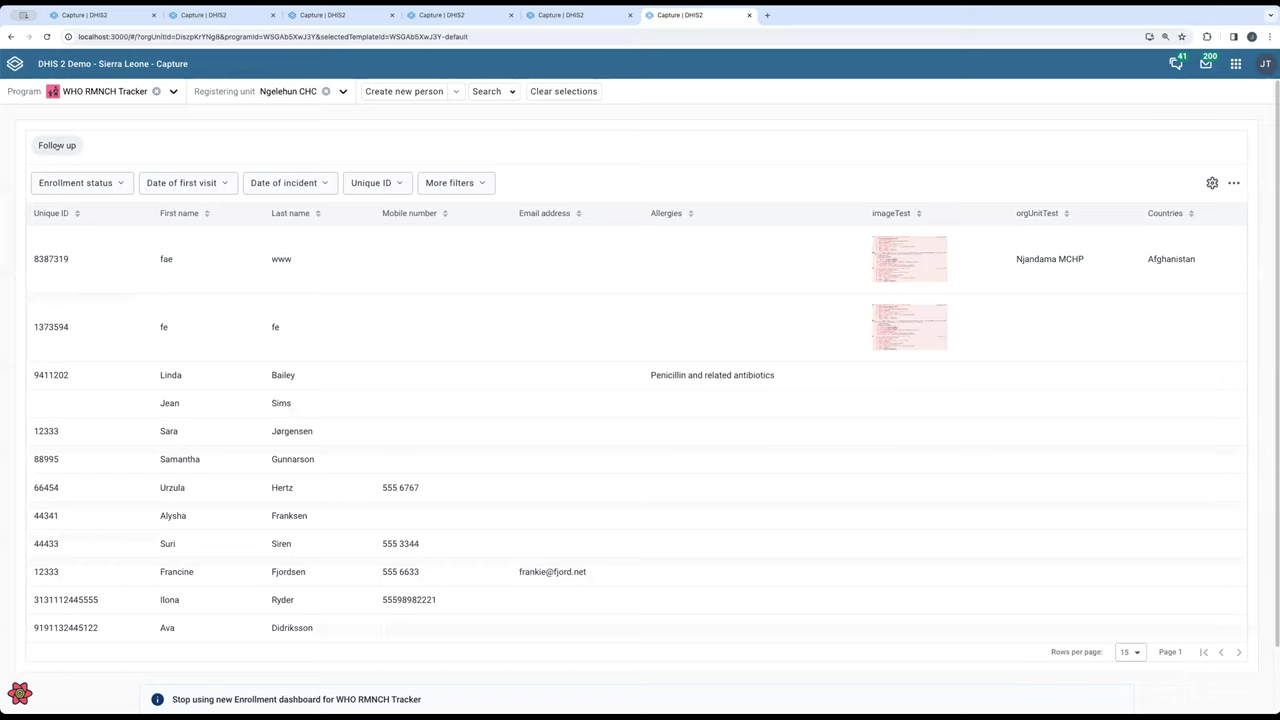 Capture | DHIS2 Capture | DHIS2 Capture | DHIS2 Capture | DHIS2 Capture | DHIS2 Capture | DHIS2
localhost:3000/#/?orgUnitId=DiszpKrYNg8&programId=WSGAb5XwJ3Y&selectedTemplateId=WSGAb5XwJ3Y-default
DHIS 2 Demo - Sierra Leone - Capture 41 200 JT
Program WHO RMNCH Tracker Registering unit Ngelehun CHC Create new person Search Clear selections
Follow up
Enrollment status Date of first visit Date of incident Unique ID More filters
Unique ID First name Last name Mobile number Email address Allergies imageTest orgUnitTest Countries
8387319 fae www Njandama MCHP Afghanistan
1373594 fe fe
9411202 Linda Bailey Penicillin and related antibiotics
Jean Sims
12333 Sara Jørgensen
88995 Samantha Gunnarson
66454 Urzula Hertz 555 6767
44341 Alysha Franksen
44433 Suri Siren 555 3344
12333 Francine Fjordsen 555 6633 frankie@fjord.net
3131112445555 Ilona Ryder 55598982221
9191132445122 Ava Didriksson
Rows per page: 15 Page 1
Stop using new Enrollment dashboard for WHO RMNCH Tracker